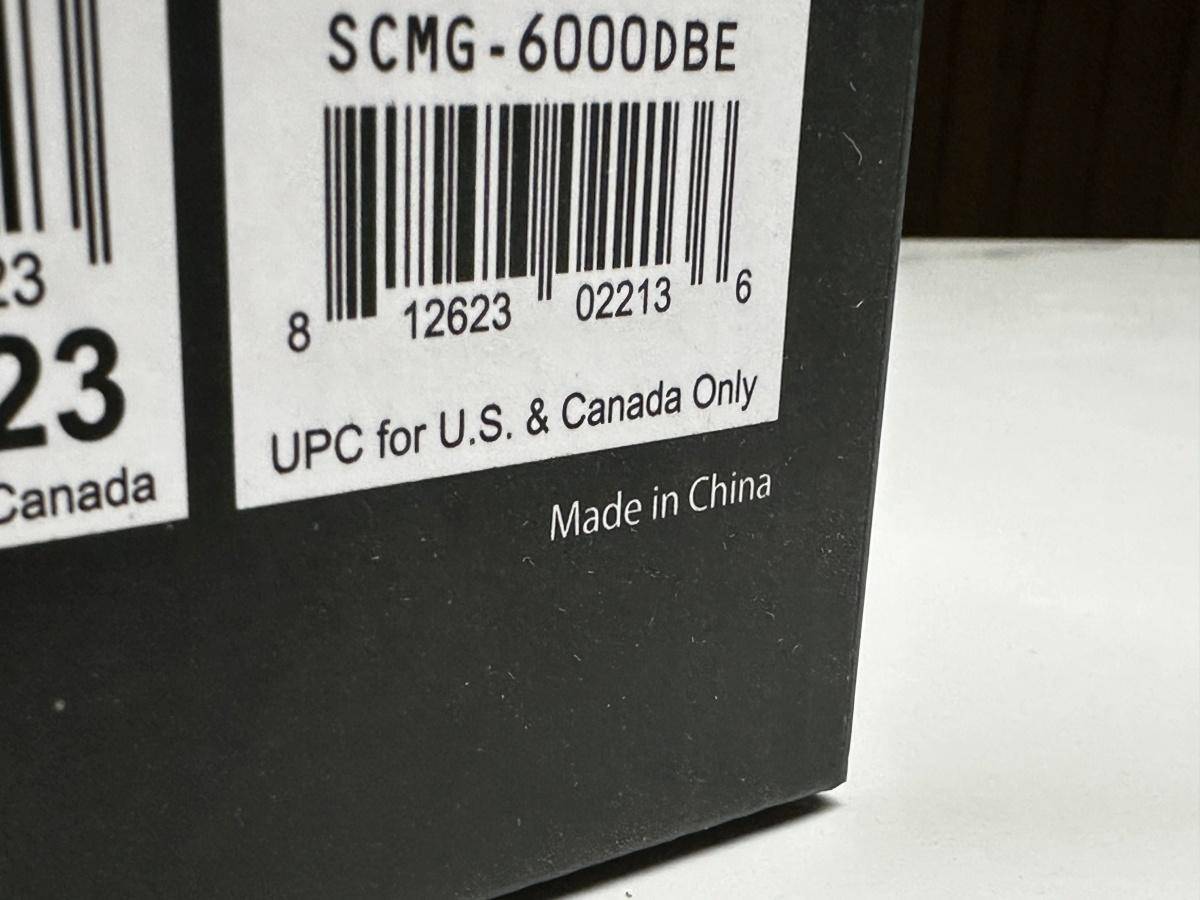 23
23
Canada
SCMG-6000DBE
8 12623 02213 6
UPC for U.S. & Canada Only
Made in China